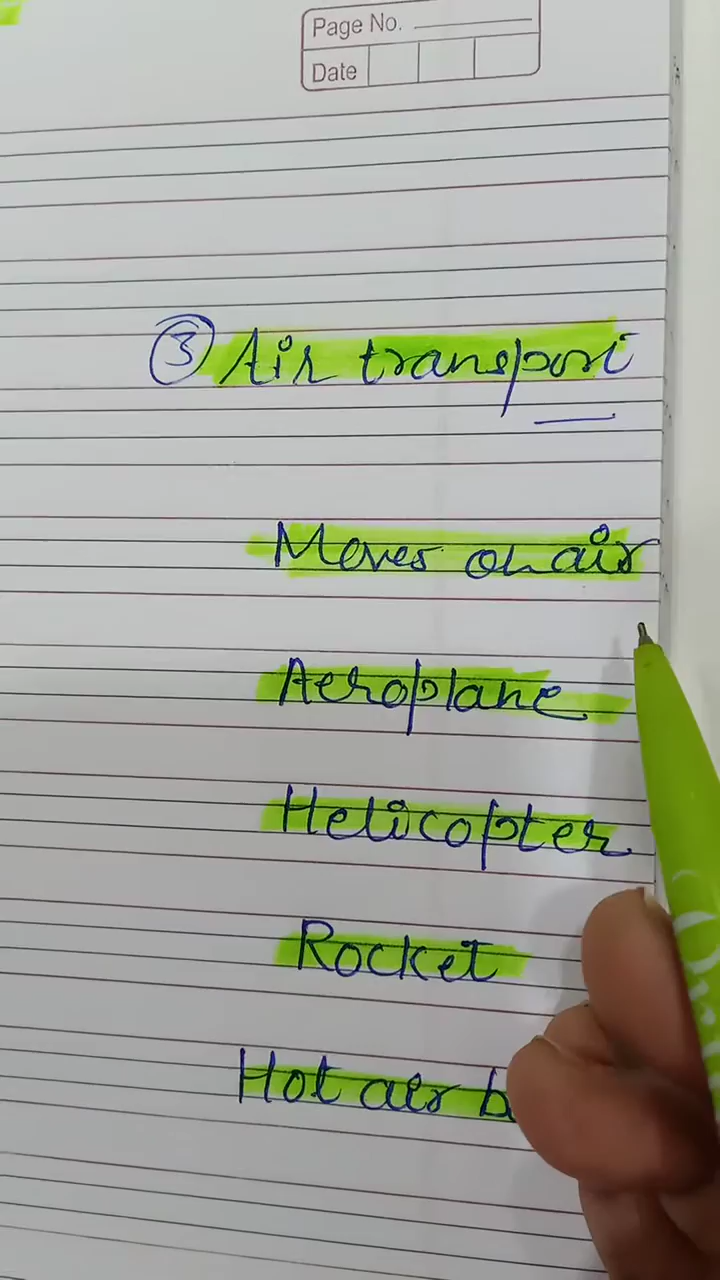 Page No.
Date
3 Air transport
Moves on air
Aeroplane
Helicopter
Rocket
Hot air b